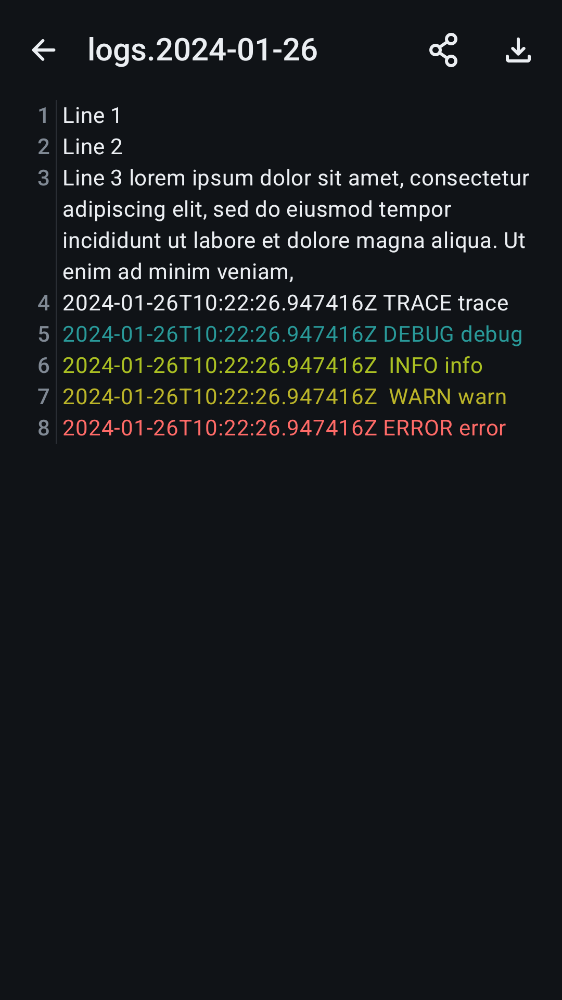 logs.2024-01-26
1 Line 1
2 Line 2
3 Line 3 lorem ipsum dolor sit amet, consectetur
adipiscing elit, sed do eiusmod tempor
incididunt ut labore et dolore magna aliqua. Ut
enim ad minim veniam,
4 2024-01-26T10:22:26.947416Z TRACE trace
5 2024-01-26T10:22:26.947416Z DEBUG debug
6 2024-01-26T10:22:26.947416Z  INFO info
7 2024-01-26T10:22:26.947416Z  WARN warn
8 2024-01-26T10:22:26.947416Z ERROR error